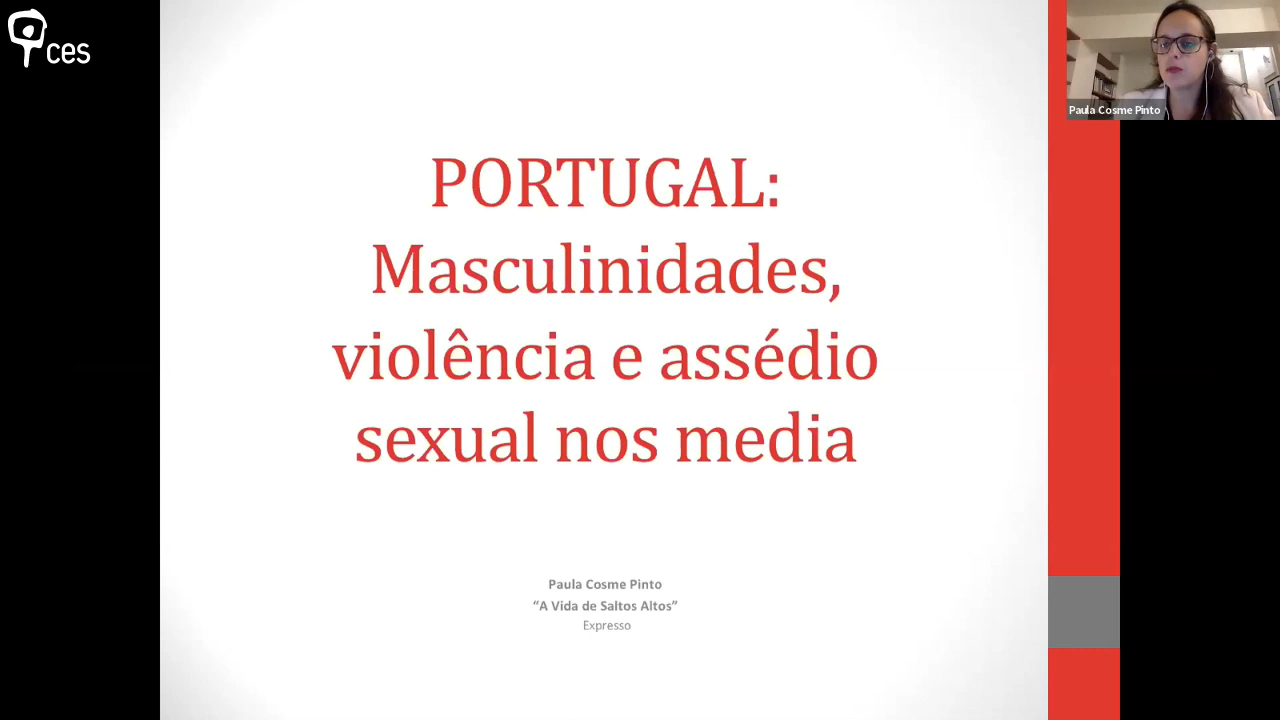 ces
Paula Cosme Pinto
PORTUGAL:
Masculinidades,
violência e assédio
sexual nos media
Paula Cosme Pinto
“A Vida de Saltos Altos”
Expresso